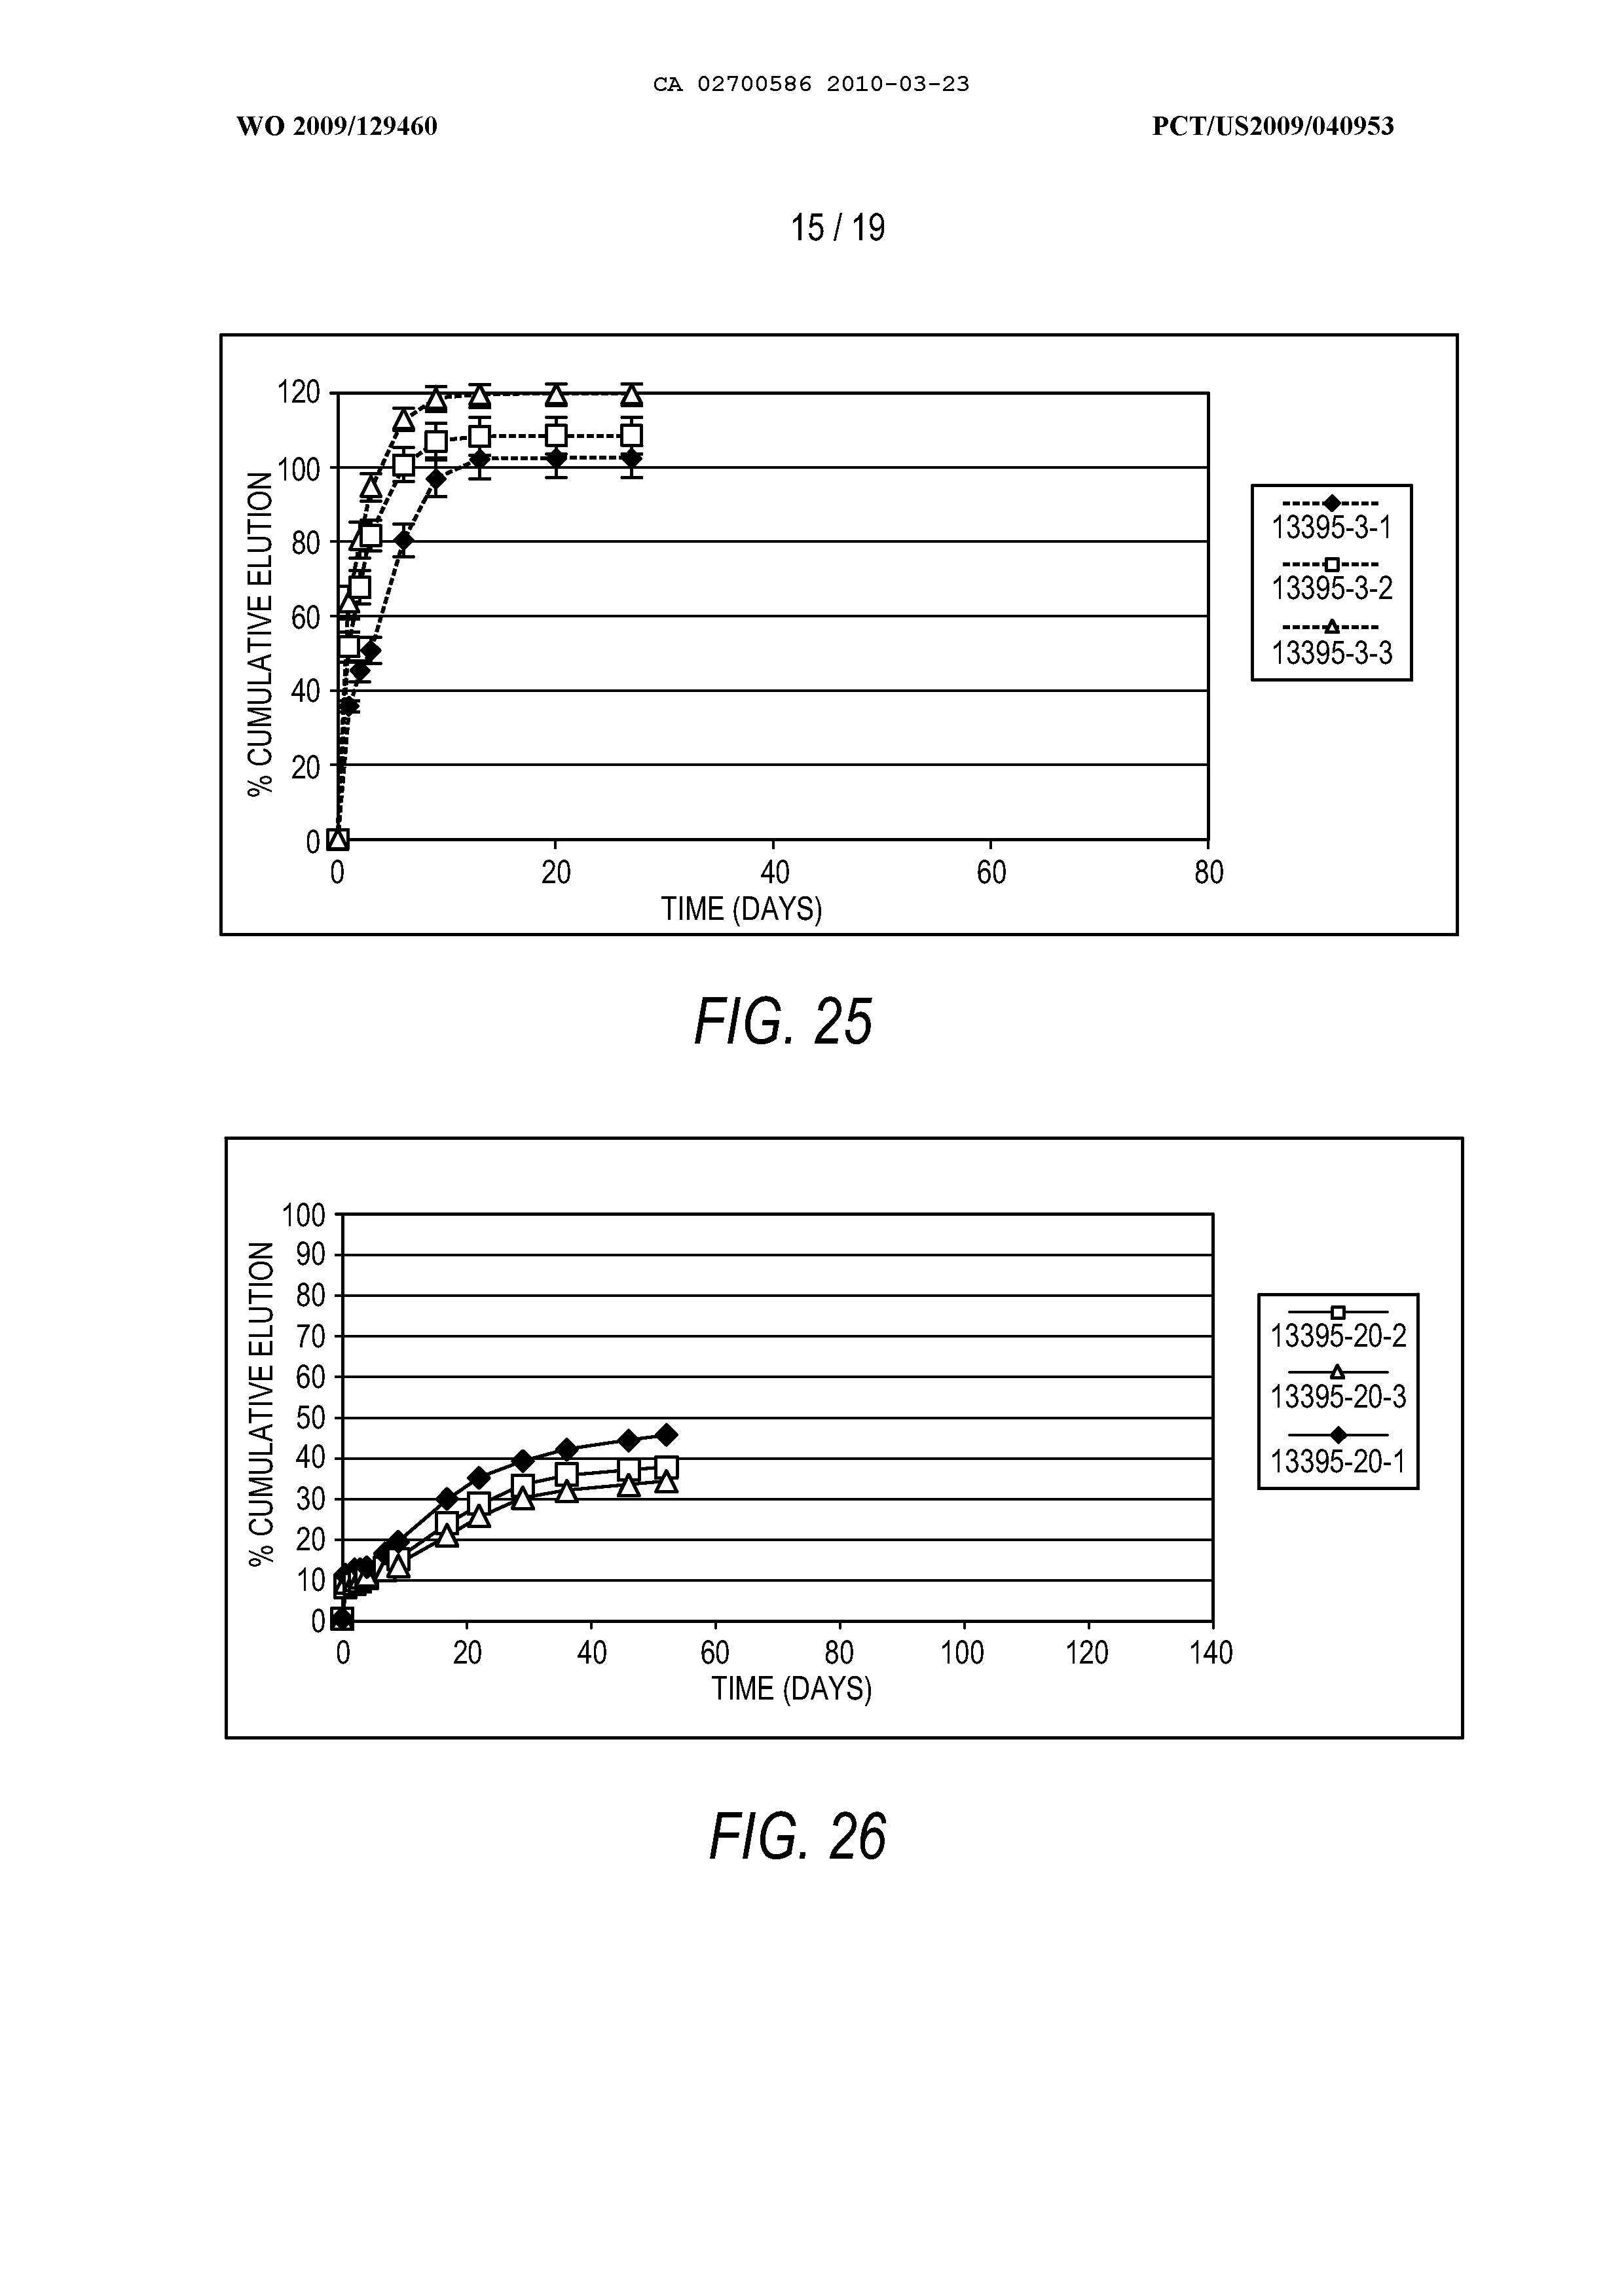 CA 02700586 2010-03-23
WO 2009/129460
PCT/US2009/040953
15 / 19
120
100
80
60
40
20
0
% CUMULATIVE ELUTION
0 20 40 60 80
TIME (DAYS)
13395-3-1
13395-3-2
13395-3-3
FIG. 25
100
90
80
70
60
50
40
30
20
10
0
% CUMULATIVE ELUTION
0 20 40 60 80 100 120 140
TIME (DAYS)
13395-20-2
13395-20-3
13395-20-1
FIG. 26